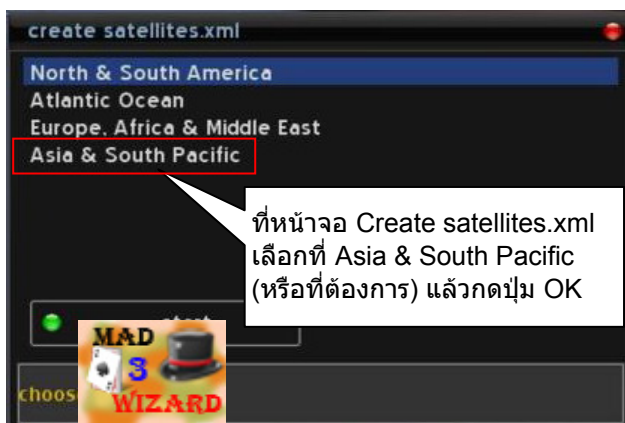 create satellites.xml
North & South America
Atlantic Ocean
Europe, Africa & Middle East
Asia & South Pacific
ที่หน้าจอ Create satellites.xml
เลือกที่ Asia & South Pacific
(หรือที่ต้องการ) แล้วกดปุ่ม OK
MAD
3
WIZARD